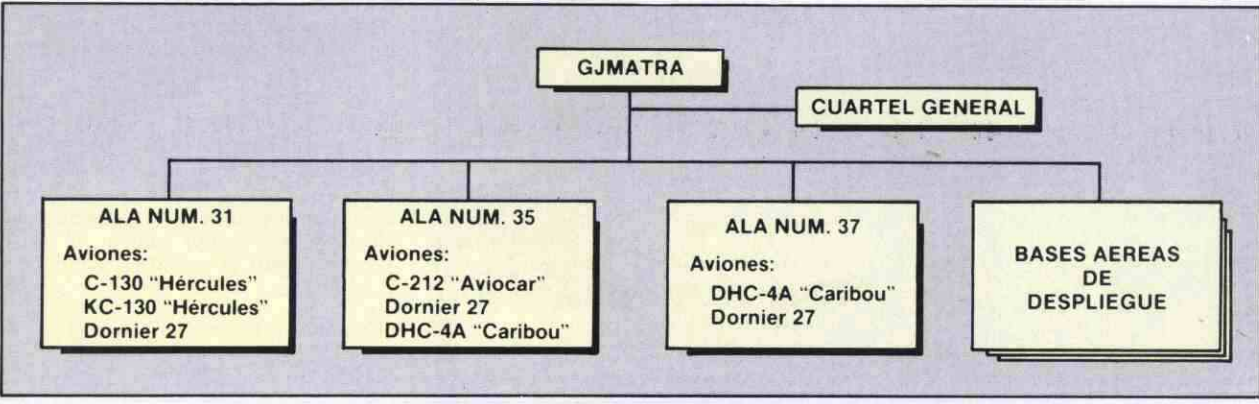 GJMATRA
CUARTEL GENERAL
ALA NUM. 31
Aviones:
C-130 “Hércules”
KC-130 “Hércules”
Dornier 27
ALA NUM. 35
Aviones:
C-212 “Aviocar”
Dornier 27
DHC-4A “Caribou”
ALA NUM. 37
Aviones:
DHC-4A “Caribou”
Dornier 27
BASES AEREAS
DE
DESPLIEGUE